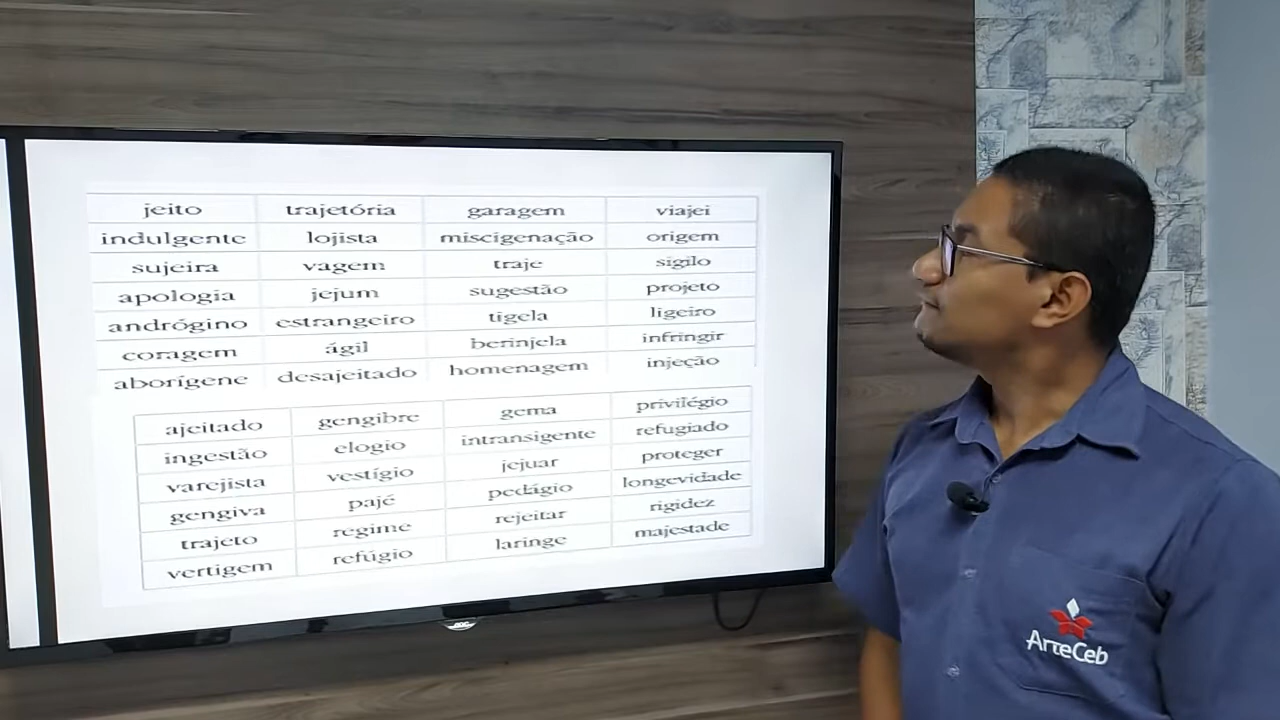 jeito trajetória garagem viajei
indulgente lojista miscigenação origem
sujeira vagem traje sigilo
apologia jejum sugestão projeto
andrógino estrangeiro tigela ligeiro
coragem ágil berinjela infringir
aborígene desajeitado homenagem injeção
ajeitado gengibre gema privilégio
ingestão elogio intransigente refugiado
varejista vestígio jejuar proteger
gengiva pajé pedágio longevidade
trajeto regime rejeitar rigidez
vertigem refúgio laringe majestade
AOC
ArteCeb